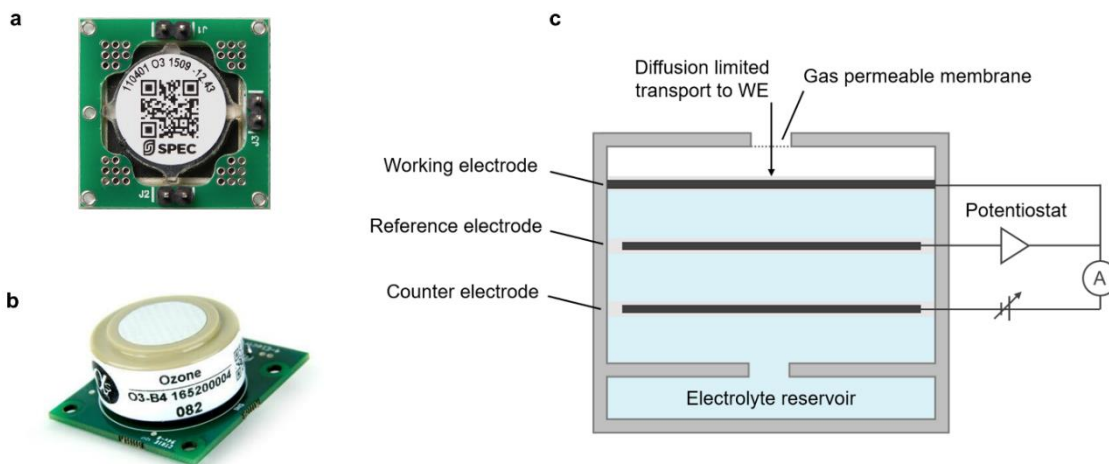 a
J1
110401 O3 1509 -12 43
SPEC
J2
J3
b
Ozone
O3-B4 165200004
082
c
Diffusion limited
transport to WE
Gas permeable membrane
Working electrode
Reference electrode
Counter electrode
Potentiostat
A
Electrolyte reservoir